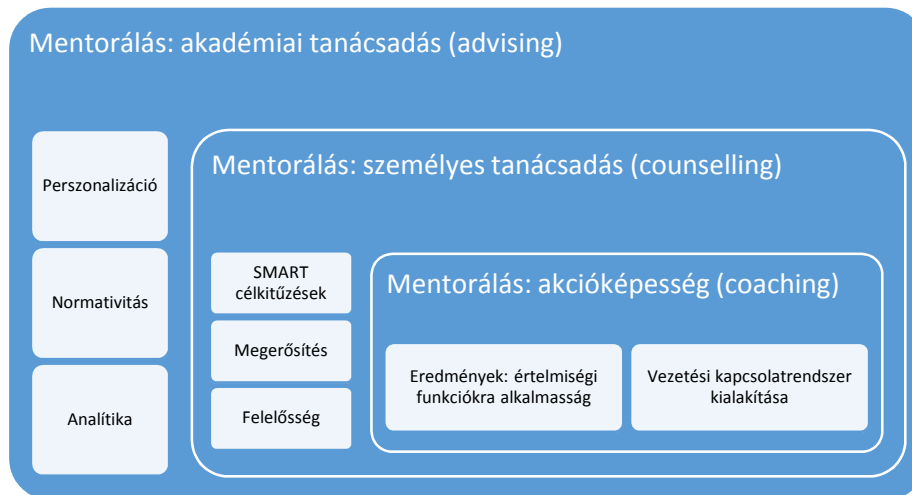 Mentorálás: akadémiai tanácsadás (advising)
Perszonalizáció
Normativitás
Analítika
Mentorálás: személyes tanácsadás (counselling)
SMART
célkitűzések
Megerősítés
Felelősség
Mentorálás: akcióképesség (coaching)
Eredmények: értelmiségi
funkciókra alkalmasság
Vezetési kapcsolatrendszer
kialakítása